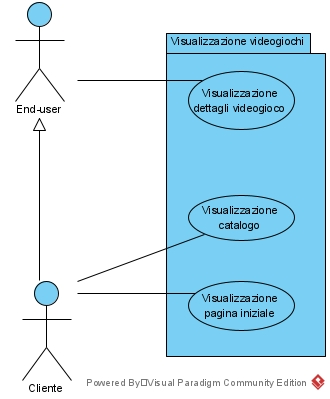 Visualizzazione videogiochi
Visualizzazione
dettagli videogioco
End-user
Visualizzazione
catalogo
Visualizzazione
pagina iniziale
Cliente
Powered By□Visual Paradigm Community Edition